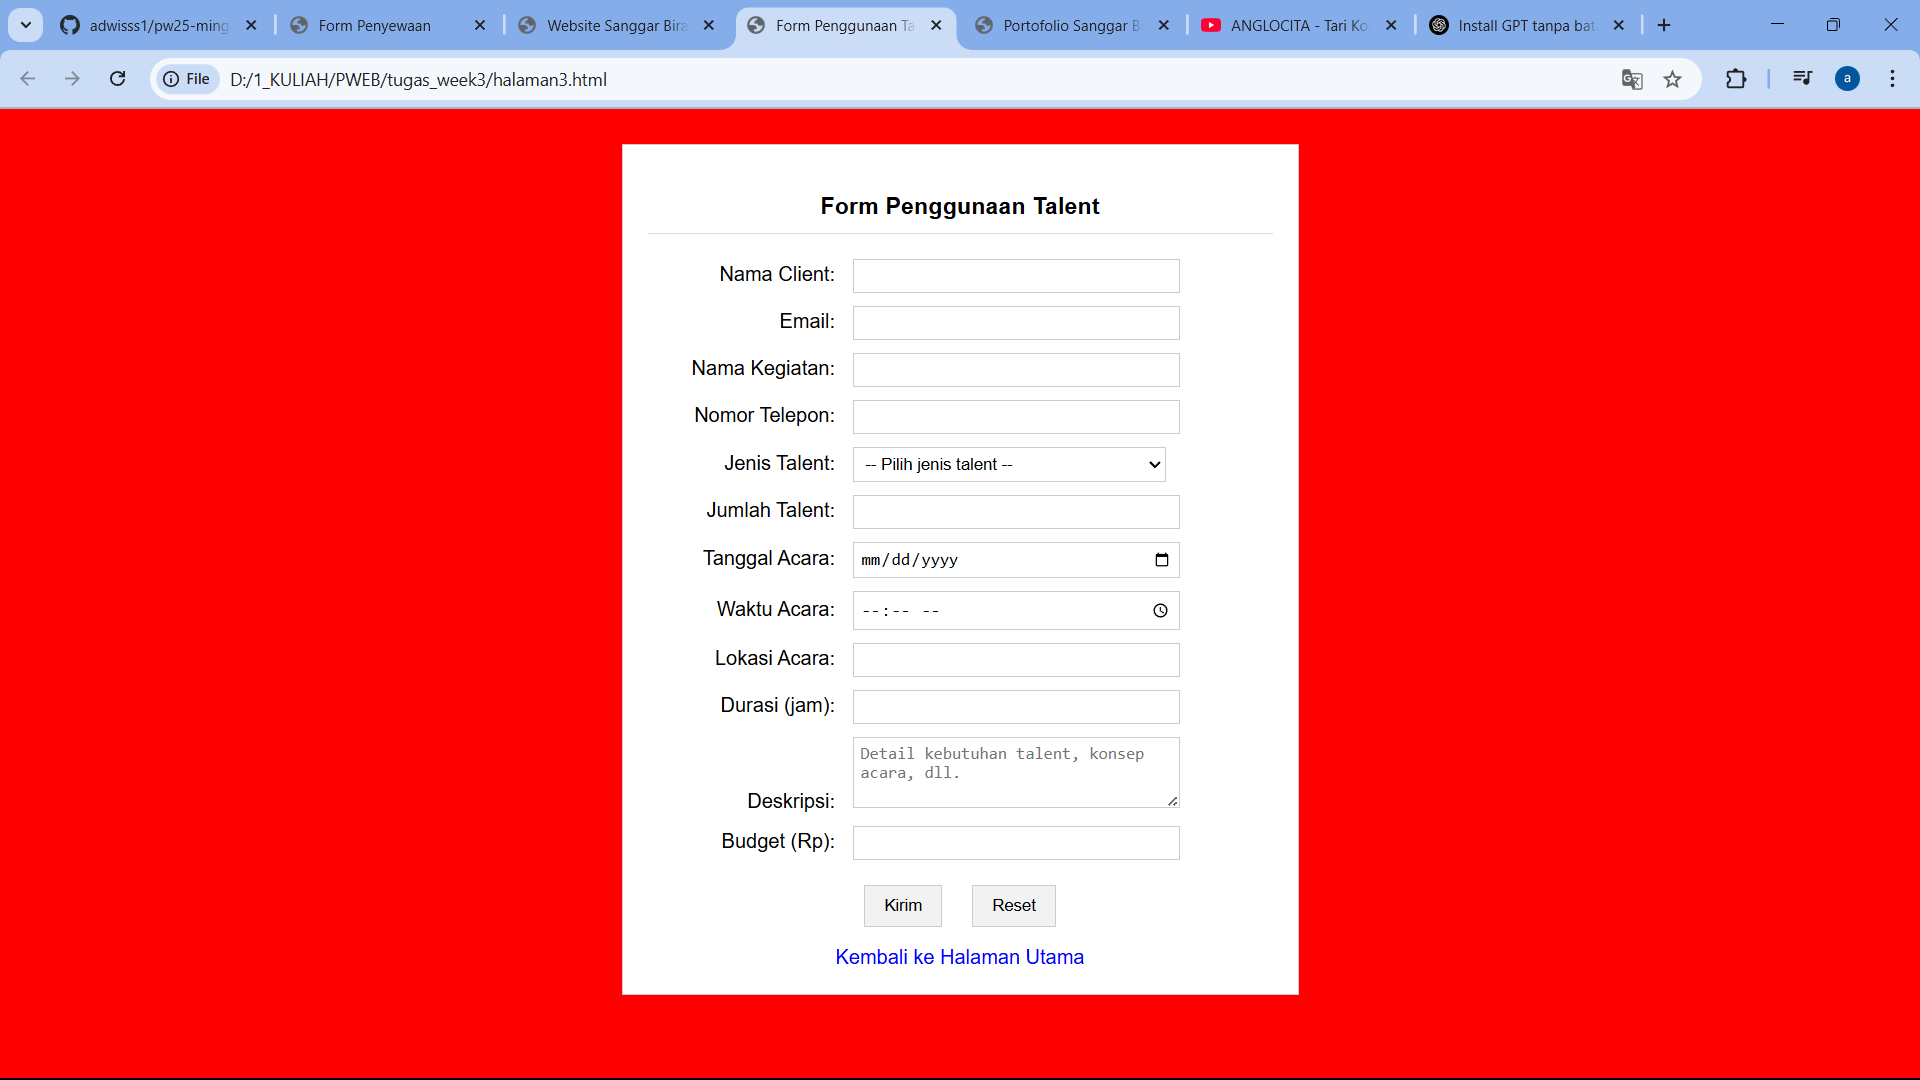 adwisss1/pw25-ming
Form Penyewaan
Website Sanggar Bira
Form Penggunaan Ta
Portofolio Sanggar B
ANGLOCITA - Tari Ko
Install GPT tanpa bat
File
D:/1_KULIAH/PWEB/tugas_week3/halaman3.html
a
Form Penggunaan Talent
Nama Client:
Email:
Nama Kegiatan:
Nomor Telepon:
Jenis Talent: -- Pilih jenis talent --
Jumlah Talent:
Tanggal Acara: mm/dd/yyyy
Waktu Acara: --:-- --
Lokasi Acara:
Durasi (jam):
Detail kebutuhan talent, konsep
acara, dll.
Deskripsi:
Budget (Rp):
Kirim Reset
Kembali ke Halaman Utama